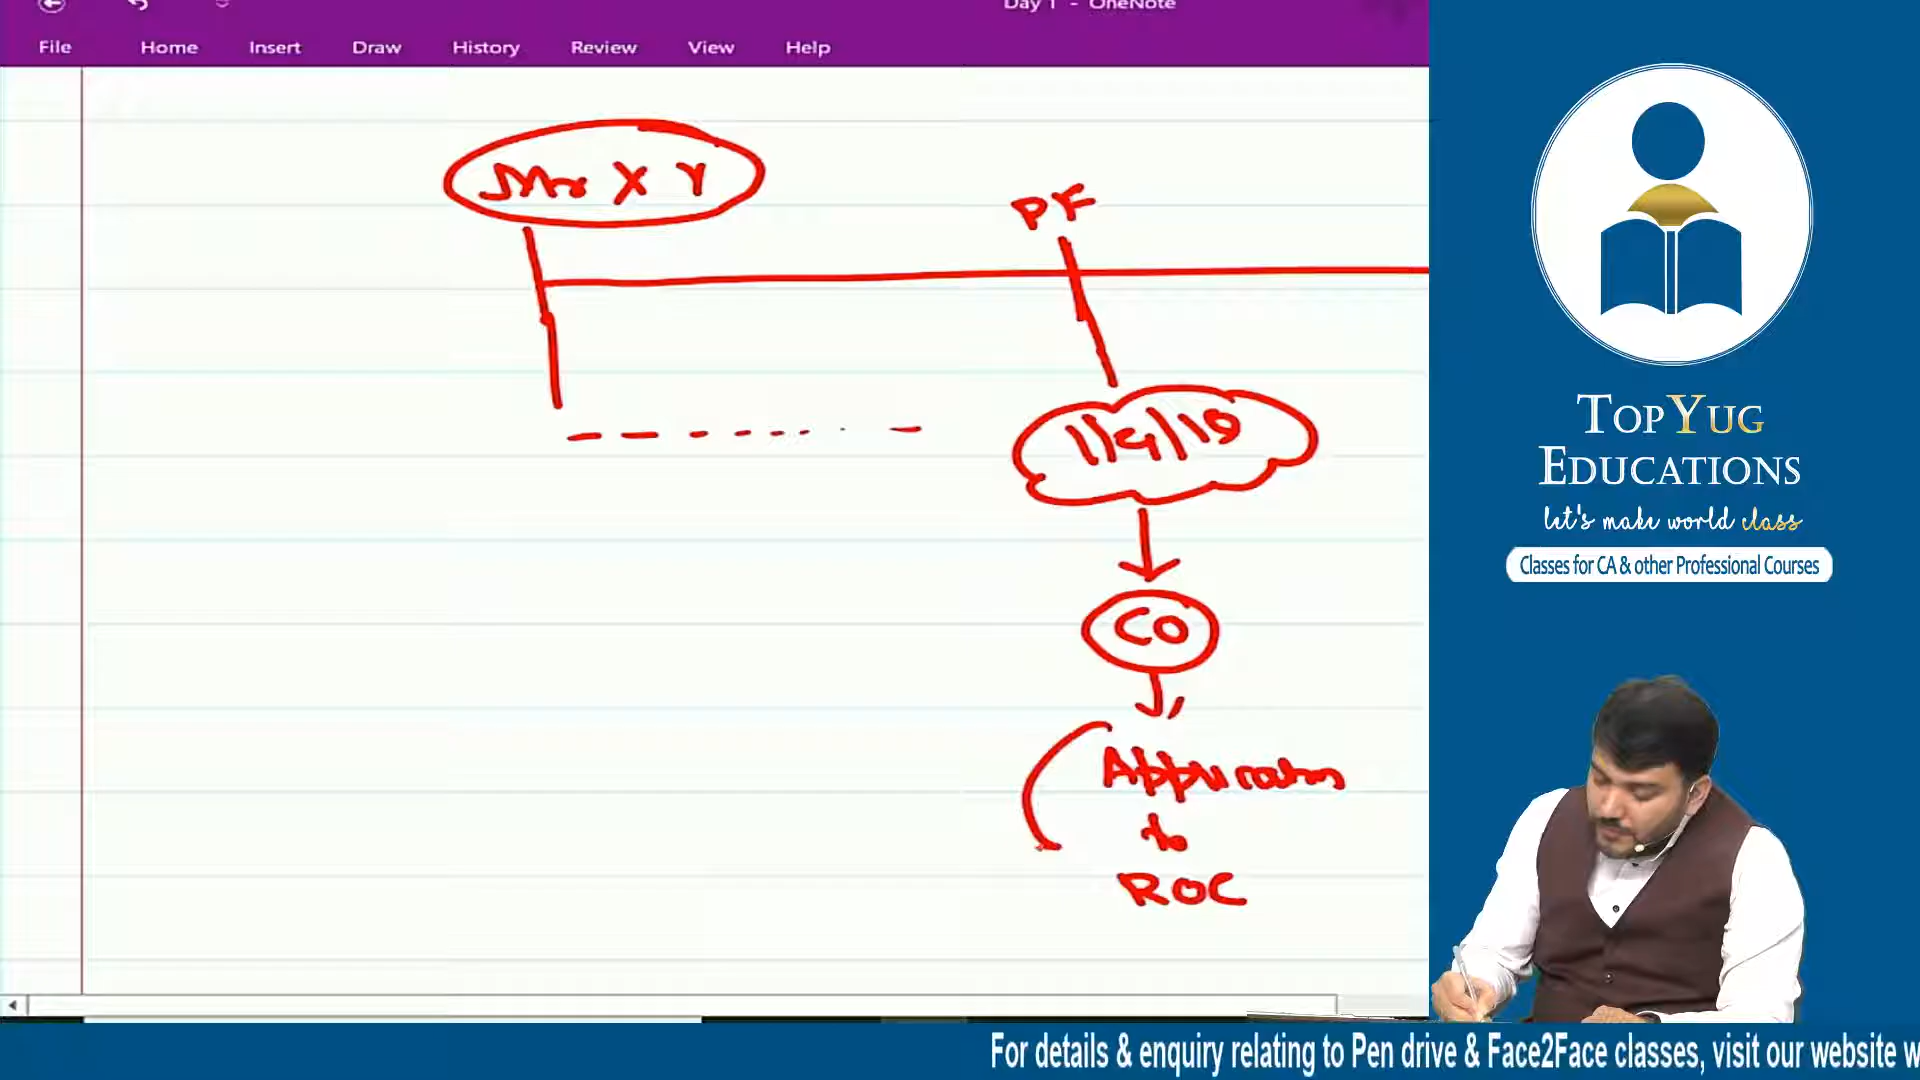 Day 1 - OneNote
File Home Insert Draw History Review View Help
Mr X Y
PF
1/4/19
CO
Application
to
ROC
TOPYUG
EDUCATIONS
let's make world class
Classes for CA & other Professional Courses
For details & enquiry relating to Pen drive & Face2Face classes, visit our website w